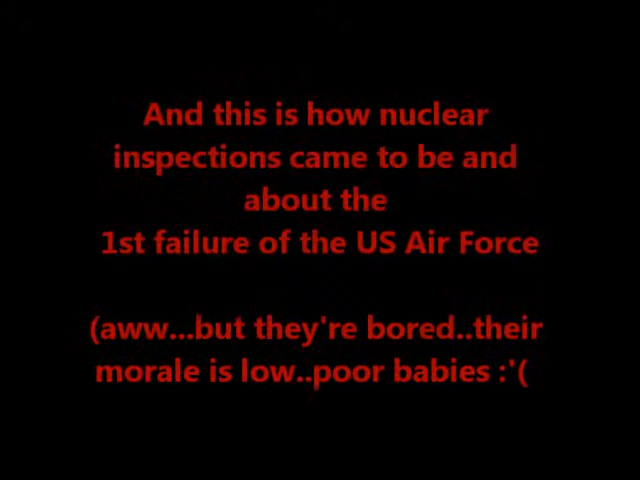 And this is how nuclear
inspections came to be and
about the
1st failure of the US Air Force
(aww...but they're bored..their
morale is low..poor babies :'(